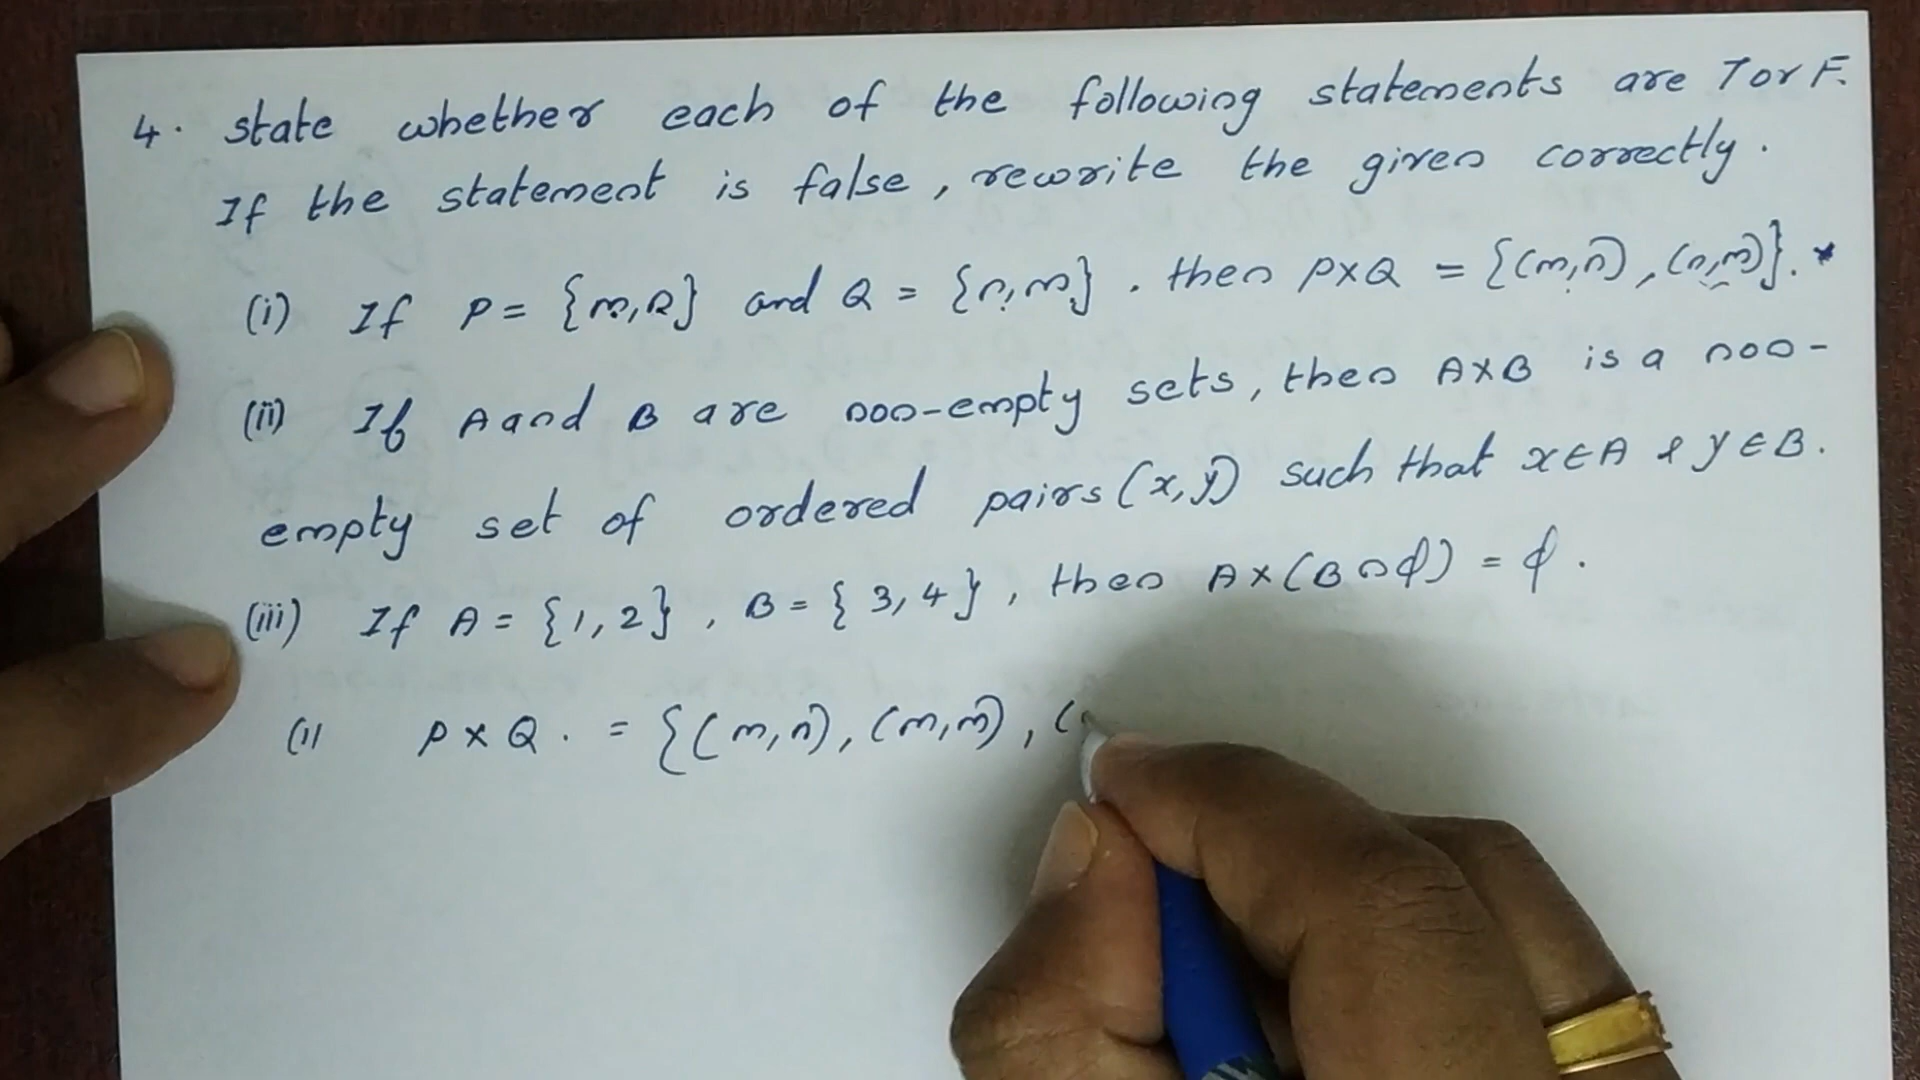 4. state whether each of the following statements are T or F.
If the statement is false, rewrite the given correctly.
(i) If P = {m,n} and Q = {n,m}. then P×Q = {(m,n), (n,m)}.
(ii) If A and B are non-empty sets, then A×B is a non-
empty set of ordered pairs (x,y) such that x∈A & y∈B.
(iii) If A = {1,2}, B = {3,4}, then A×(B∩ϕ) = ϕ.
(i) P×Q. = {(m,n), (m,m), (